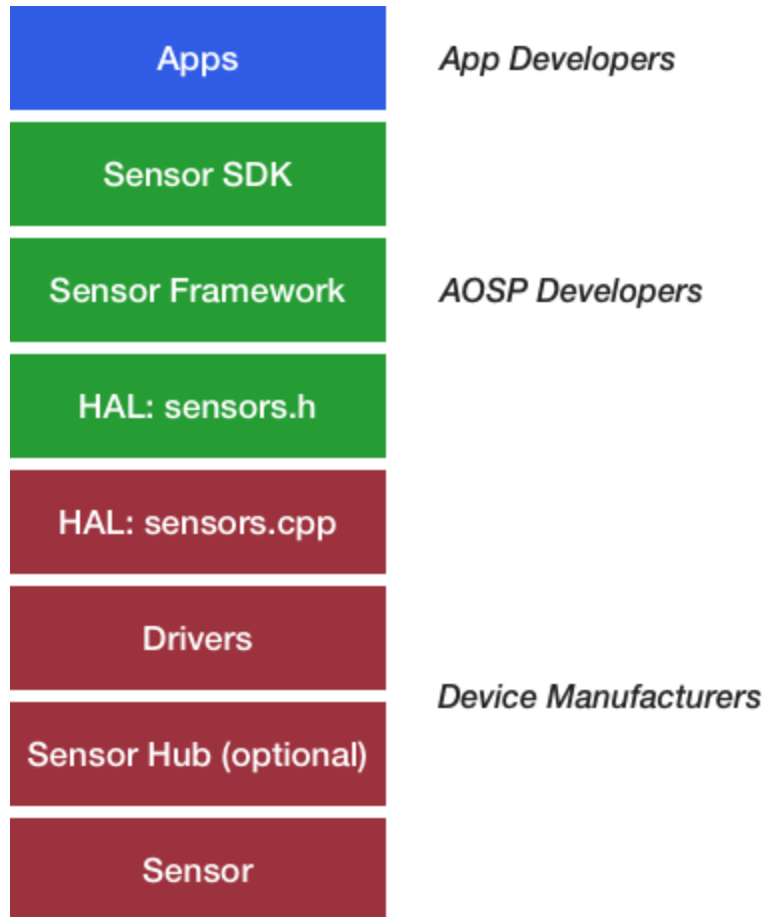 Apps
App Developers
Sensor SDK
Sensor Framework
AOSP Developers
HAL: sensors.h
HAL: sensors.cpp
Drivers
Device Manufacturers
Sensor Hub (optional)
Sensor